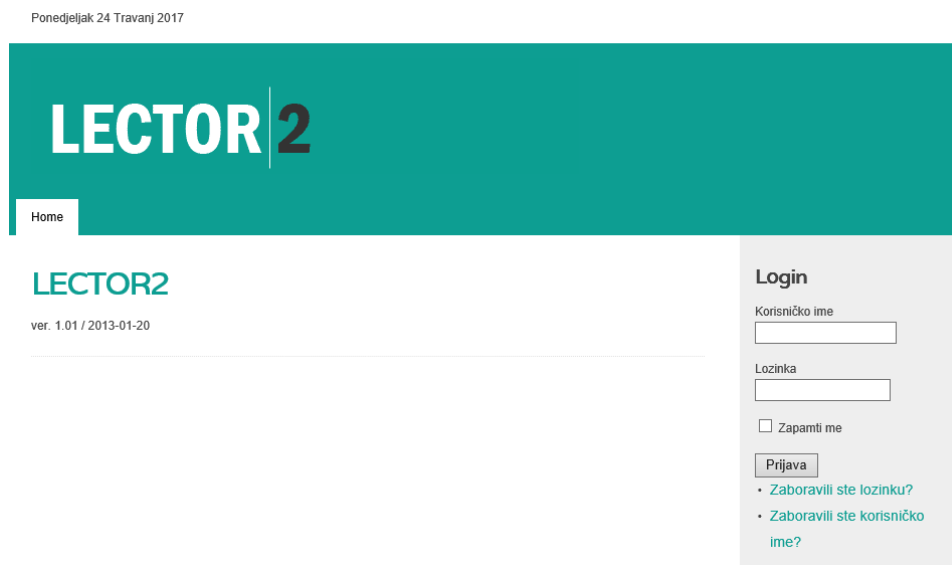 Ponedjeljak 24 Travanj 2017
LECTOR 2
Home
LECTOR2
ver. 1.01 / 2013-01-20
Login
Korisničko ime
Lozinka
Zapamti me
Prijava
Zaboravili ste lozinku?
Zaboravili ste korisničko
ime?